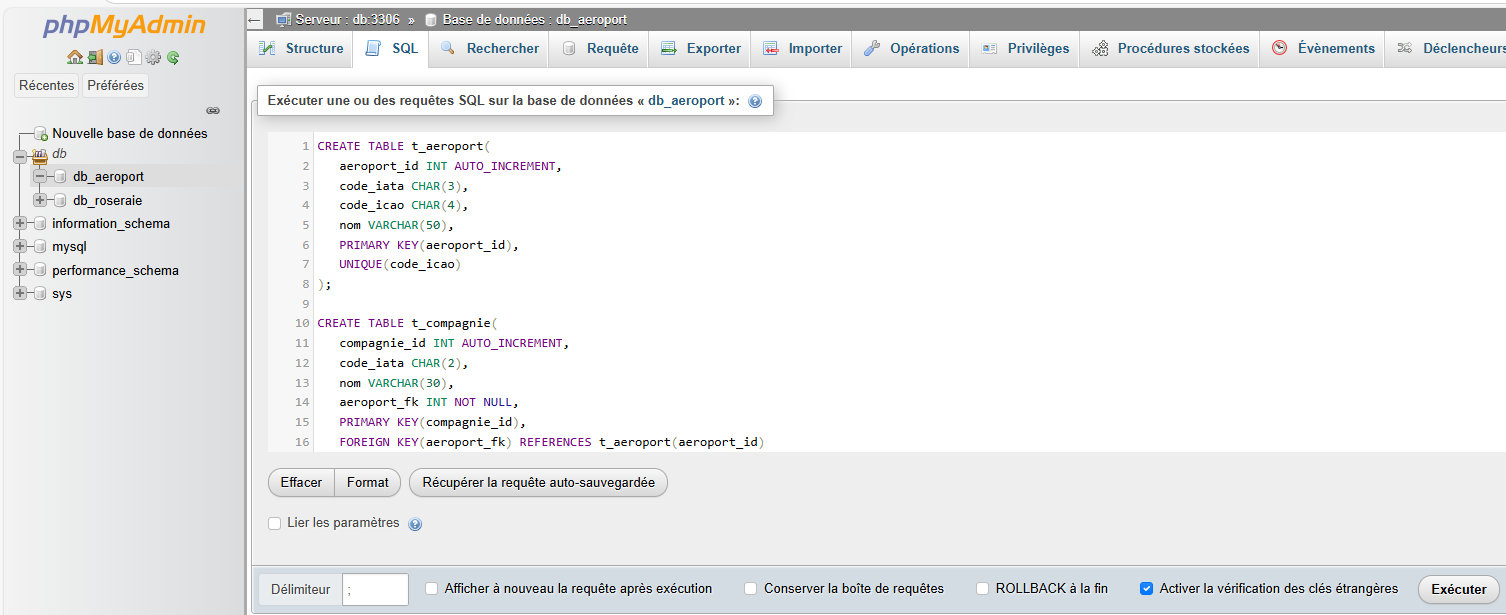 phpMyAdmin
Récentes
Préférées
Nouvelle base de données
db
db_aeroport
db_roseraie
information_schema
mysql
performance_schema
sys
Serveur : db:3306 » Base de données : db_aeroport
Structure
SQL
Rechercher
Requête
Exporter
Importer
Opérations
Privilèges
Procédures stockées
Évènements
Déclencheurs
Exécuter une ou des requêtes SQL sur la base de données « db_aeroport »:
1 CREATE TABLE t_aeroport(
2 aeroport_id INT AUTO_INCREMENT,
3 code_iata CHAR(3),
4 code_icao CHAR(4),
5 nom VARCHAR(50),
6 PRIMARY KEY(aeroport_id),
7 UNIQUE(code_icao)
8 );
9
10 CREATE TABLE t_compagnie(
11 compagnie_id INT AUTO_INCREMENT,
12 code_iata CHAR(2),
13 nom VARCHAR(30),
14 aeroport_fk INT NOT NULL,
15 PRIMARY KEY(compagnie_id),
16 FOREIGN KEY(aeroport_fk) REFERENCES t_aeroport(aeroport_id)
Effacer
Format
Récupérer la requête auto-sauvegardée
Lier les paramètres
Délimiteur ;
Afficher à nouveau la requête après exécution
Conserver la boîte de requêtes
ROLLBACK à la fin
Activer la vérification des clés étrangères
Exécuter